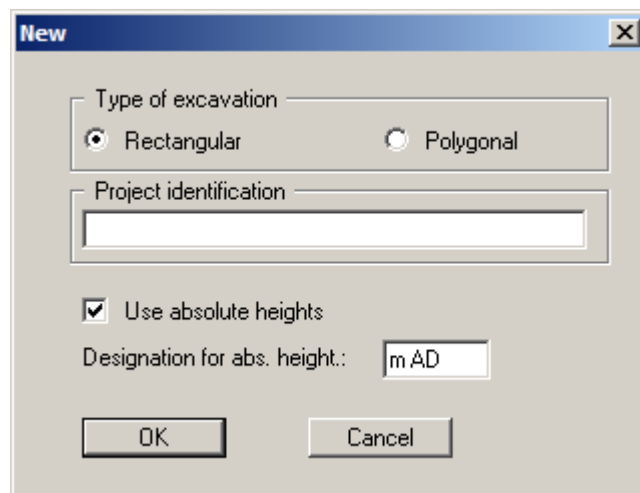 New
Type of excavation
Rectangular Polygonal
Project identification
Use absolute heights
Designation for abs. height.: m AD
OK Cancel